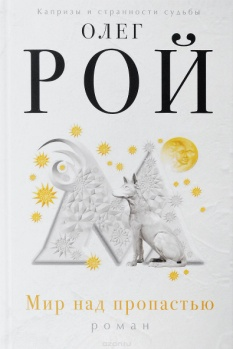 Капризы и странности судьбы
ОЛЕГ
РОЙ
М
Мир над пропастью
роман